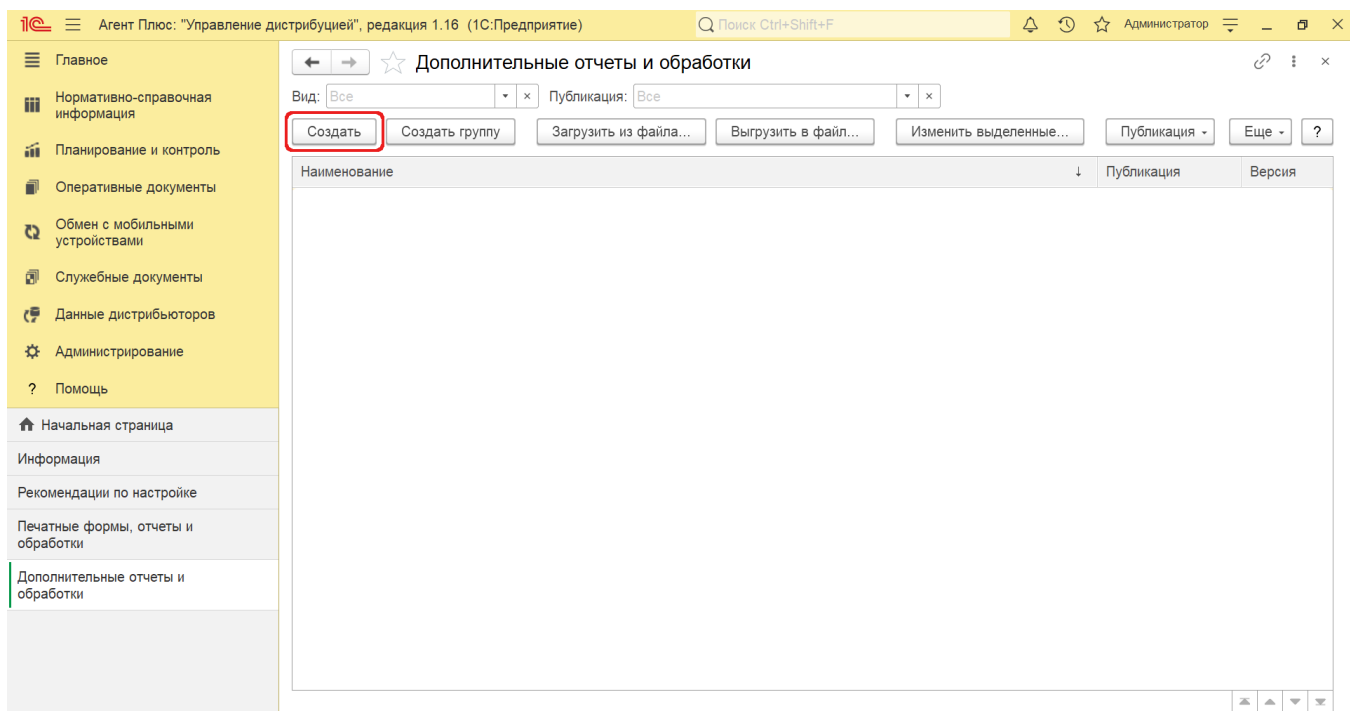 1С Агент Плюс: "Управление дистрибуцией", редакция 1.16 (1С:Предприятие) Поиск Ctrl+Shift+F Администратор
Главное
Нормативно-справочная
информация
Планирование и контроль
Оперативные документы
Обмен с мобильными
устройствами
Служебные документы
Данные дистрибьюторов
Администрирование
? Помощь
Начальная страница
Информация
Рекомендации по настройке
Печатные формы, отчеты и
обработки
Дополнительные отчеты и
обработки
Дополнительные отчеты и обработки
Вид: Все Публикация: Все
Создать Создать группу Загрузить из файла... Выгрузить в файл... Изменить выделенные... Публикация Еще ?
Наименование ↓ Публикация Версия